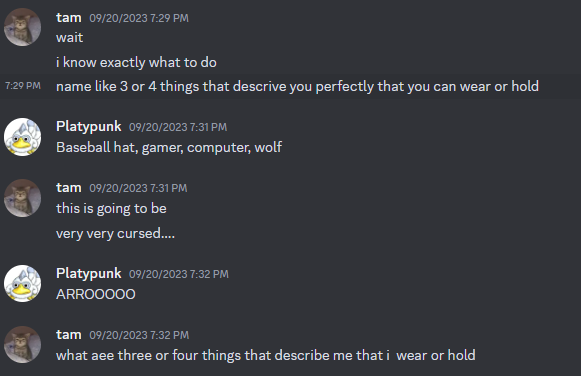 tam 09/20/2023 7:29 PM
wait
i know exactly what to do
7:29 PM name like 3 or 4 things that descrive you perfectly that you can wear or hold
Platypunk 09/20/2023 7:31 PM
Baseball hat, gamer, computer, wolf
tam 09/20/2023 7:31 PM
this is going to be
very very cursed....
Platypunk 09/20/2023 7:32 PM
ARROOOOO
tam 09/20/2023 7:32 PM
what aee three or four things that describe me that i wear or hold